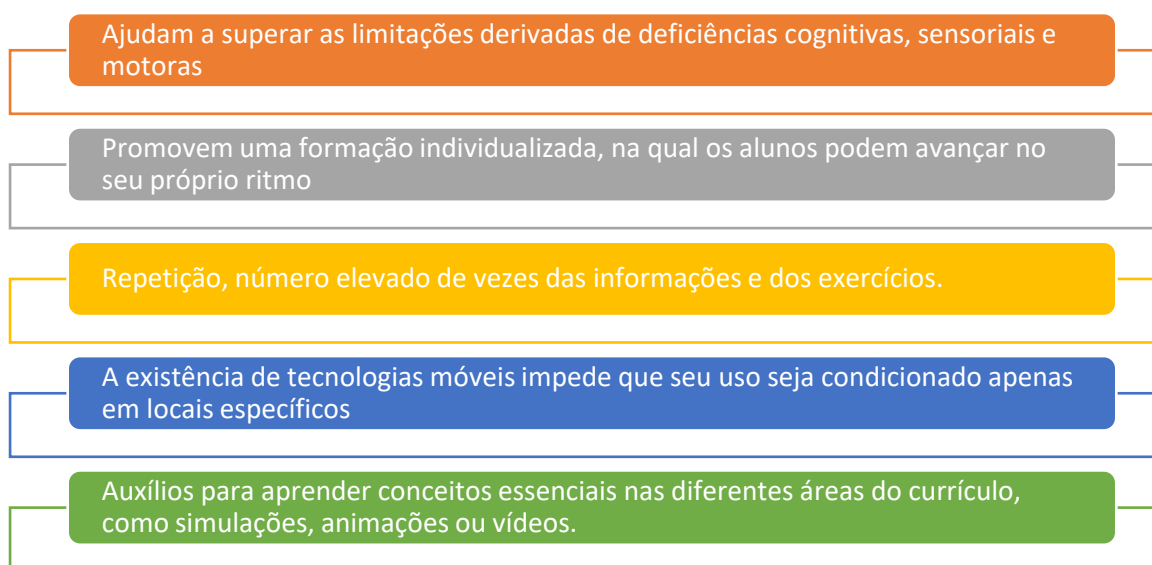 Ajudam a superar as limitações derivadas de deficiências cognitivas, sensoriais e
motoras
Promovem uma formação individualizada, na qual os alunos podem avançar no
seu próprio ritmo
Repetição, número elevado de vezes das informações e dos exercícios.
A existência de tecnologias móveis impede que seu uso seja condicionado apenas
em locais específicos
Auxílios para aprender conceitos essenciais nas diferentes áreas do currículo,
como simulações, animações ou vídeos.